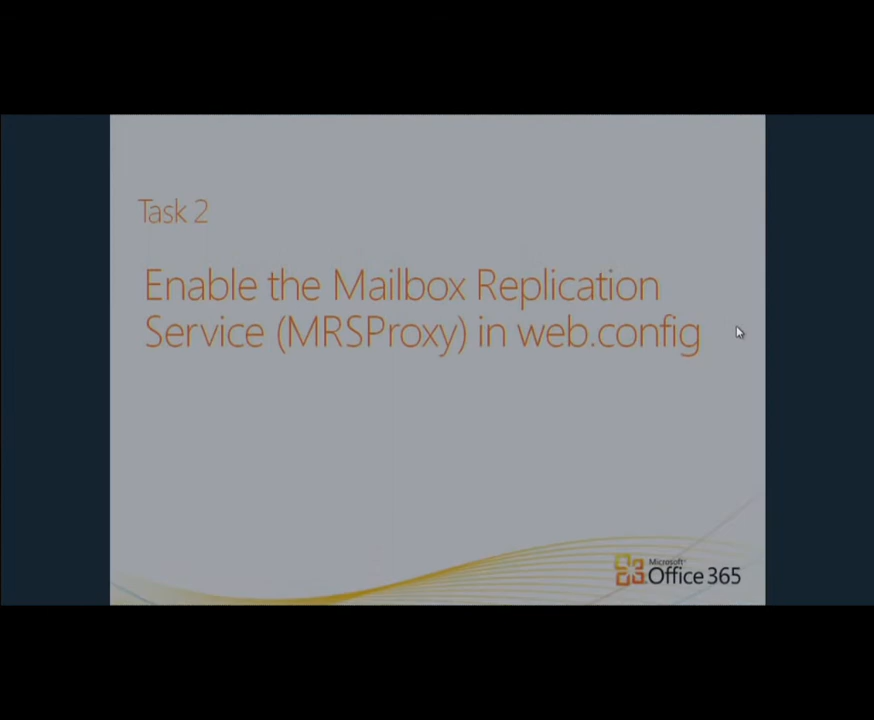 Task 2
Enable the Mailbox Replication
Service (MRSProxy) in web.config
Microsoft
Office 365